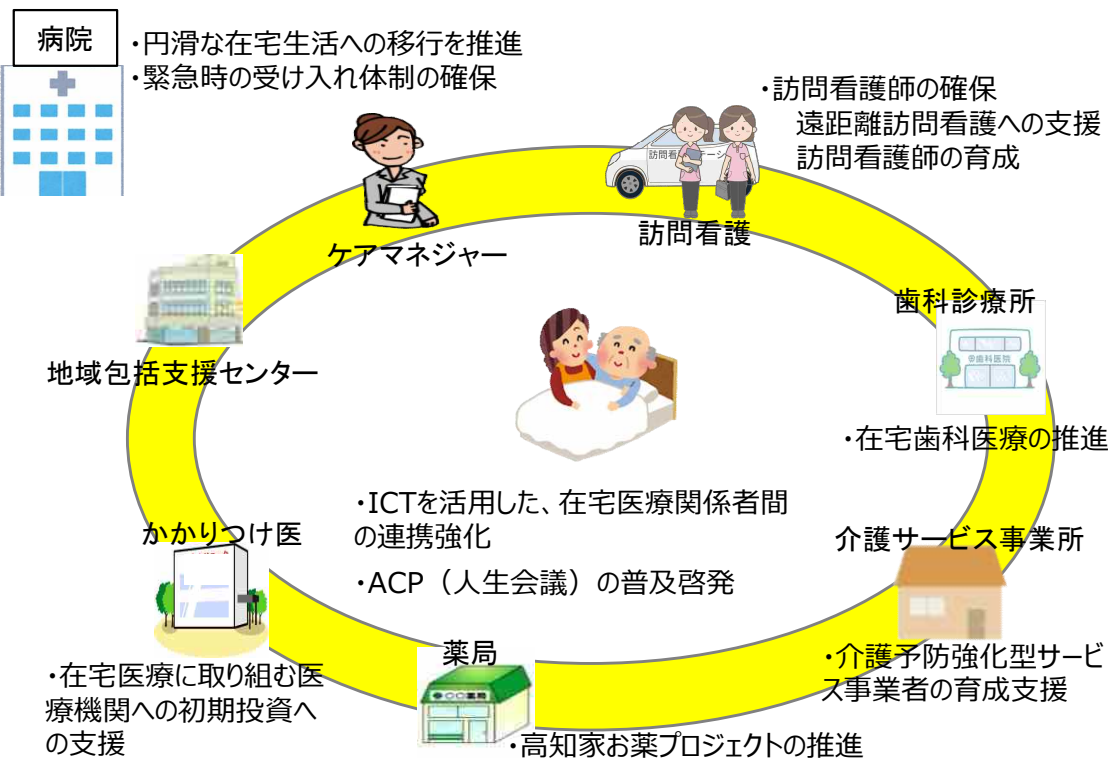 病院
・円滑な在宅生活への移行を推進
・緊急時の受け入れ体制の確保
・訪問看護師の確保
遠距離訪問看護への支援
訪問看護師の育成
訪問看護
ケアマネジャー
歯科診療所
歯科医院
地域包括支援センター
・在宅歯科医療の推進
・ICTを活用した、在宅医療関係者間
の連携強化
・ACP（人生会議）の普及啓発
かかりつけ医
介護サービス事業所
・在宅医療に取り組む医
療機関への初期投資へ
の支援
薬局
〇〇薬局
・介護予防強化型サービ
ス事業者の育成支援
・高知家お薬プロジェクトの推進